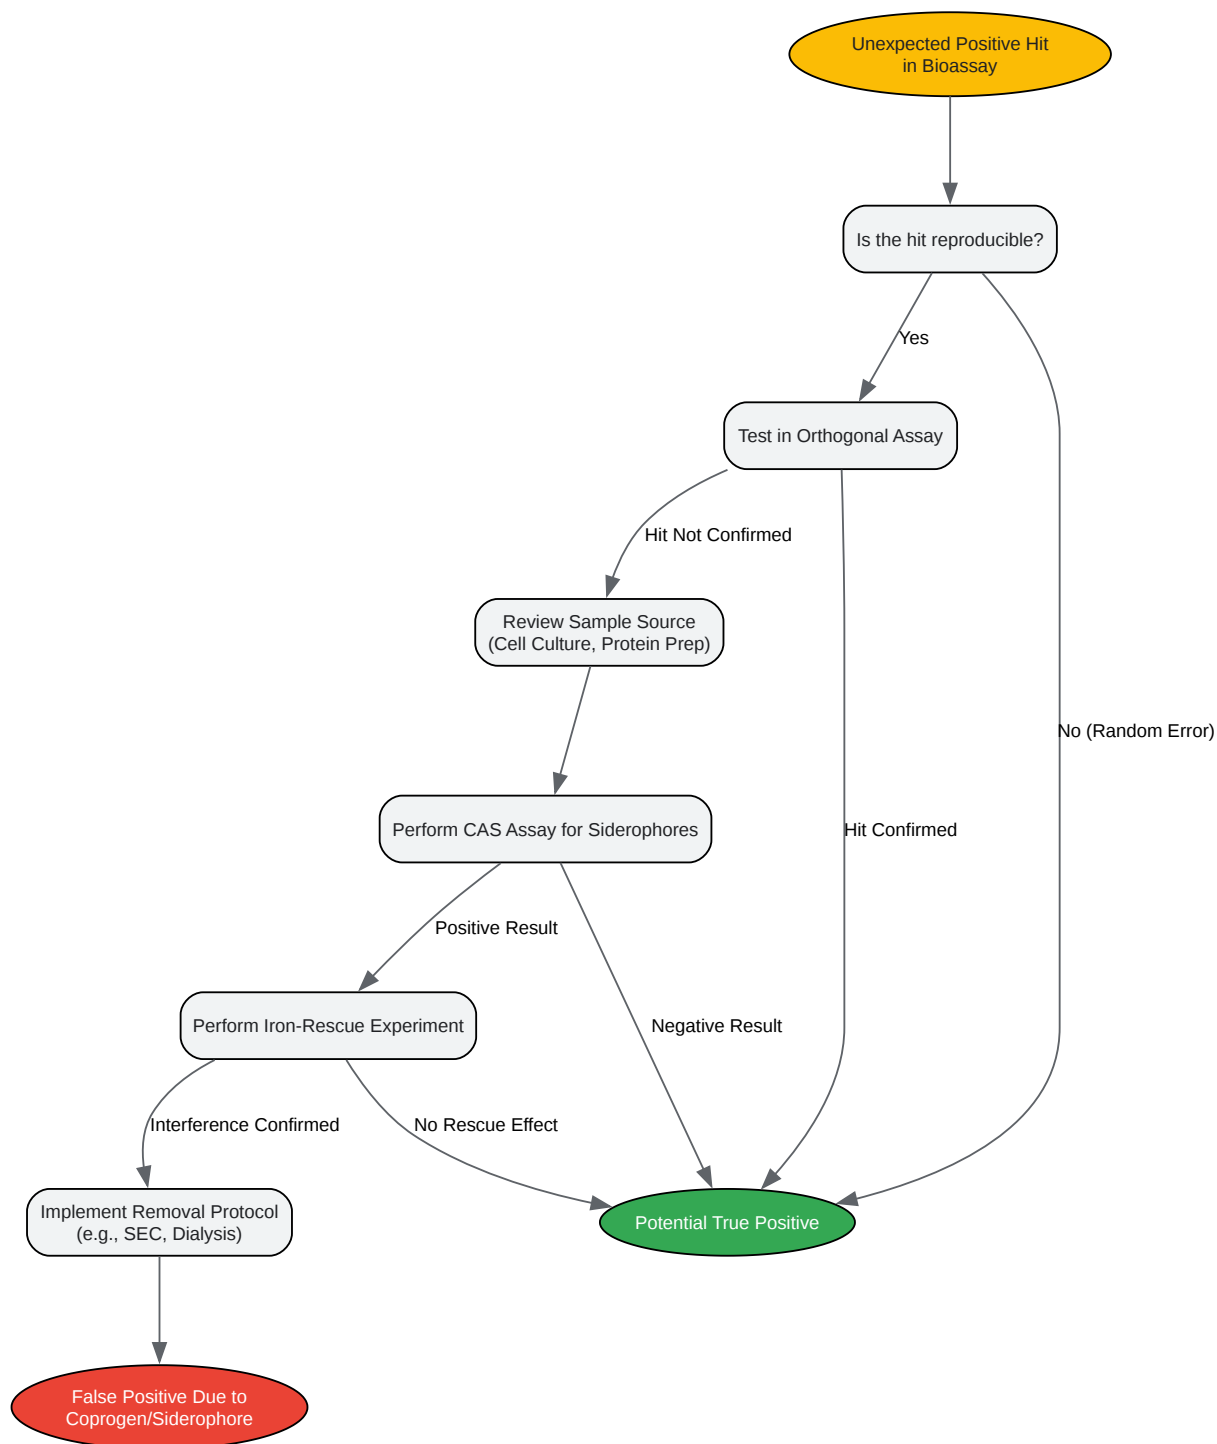 Unexpected Positive Hit
in Bioassay
Is the hit reproducible?
Yes
Test in Orthogonal Assay
Hit Not Confirmed
Review Sample Source
(Cell Culture, Protein Prep)
No (Random Error)
Perform CAS Assay for Siderophores
Hit Confirmed
Positive Result
Perform Iron-Rescue Experiment
Negative Result
Interference Confirmed
No Rescue Effect
Implement Removal Protocol
(e.g., SEC, Dialysis)
Potential True Positive
False Positive Due to
Coprogen/Siderophore